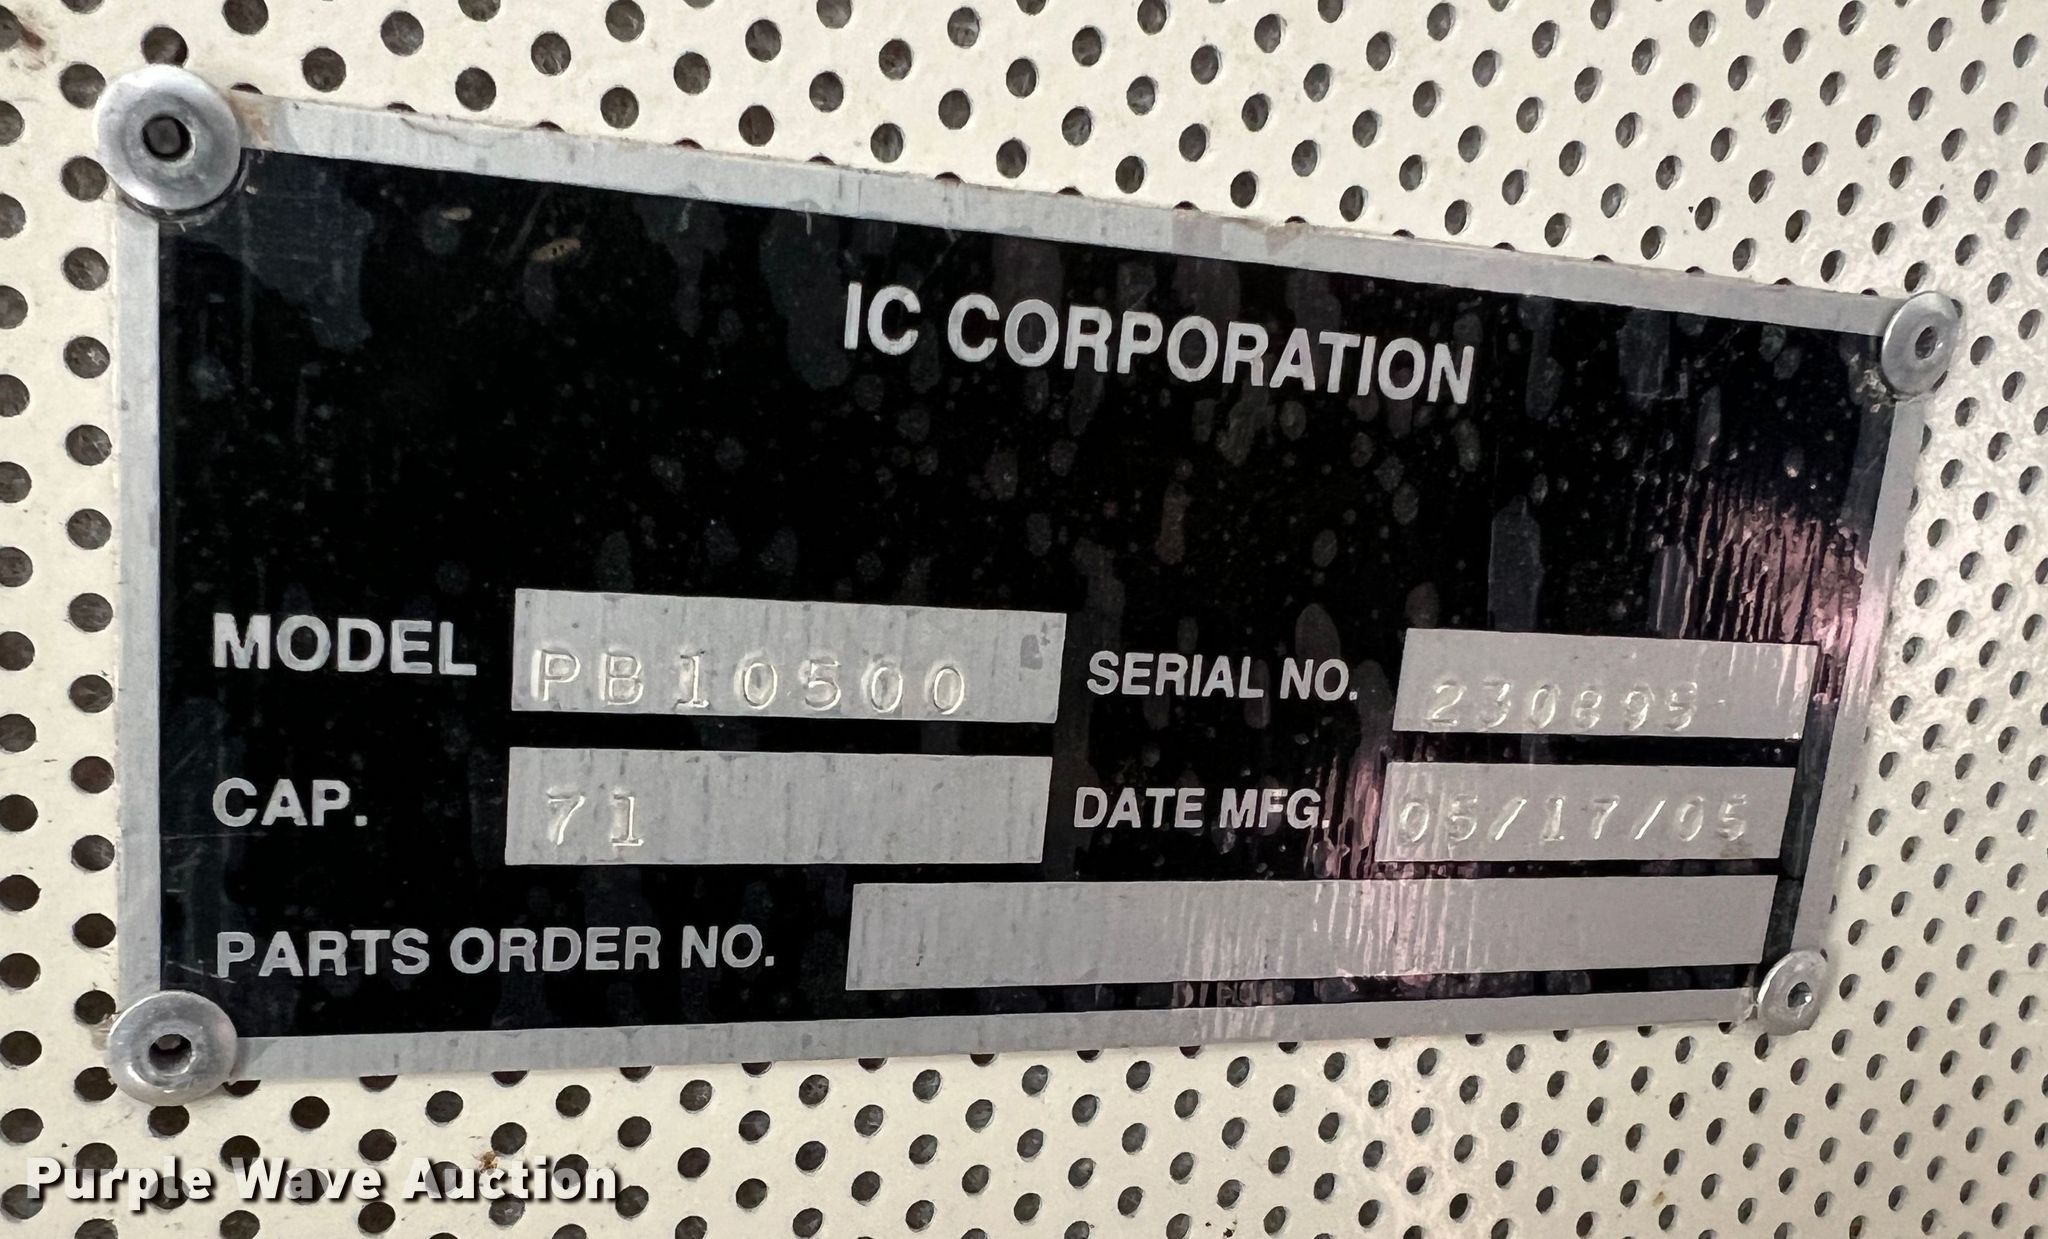 IC CORPORATION
MODEL PB10500 SERIAL NO. 230895
CAP. 71 DATE MFG. 05/17/05
PARTS ORDER NO.
Purple Wave Auction